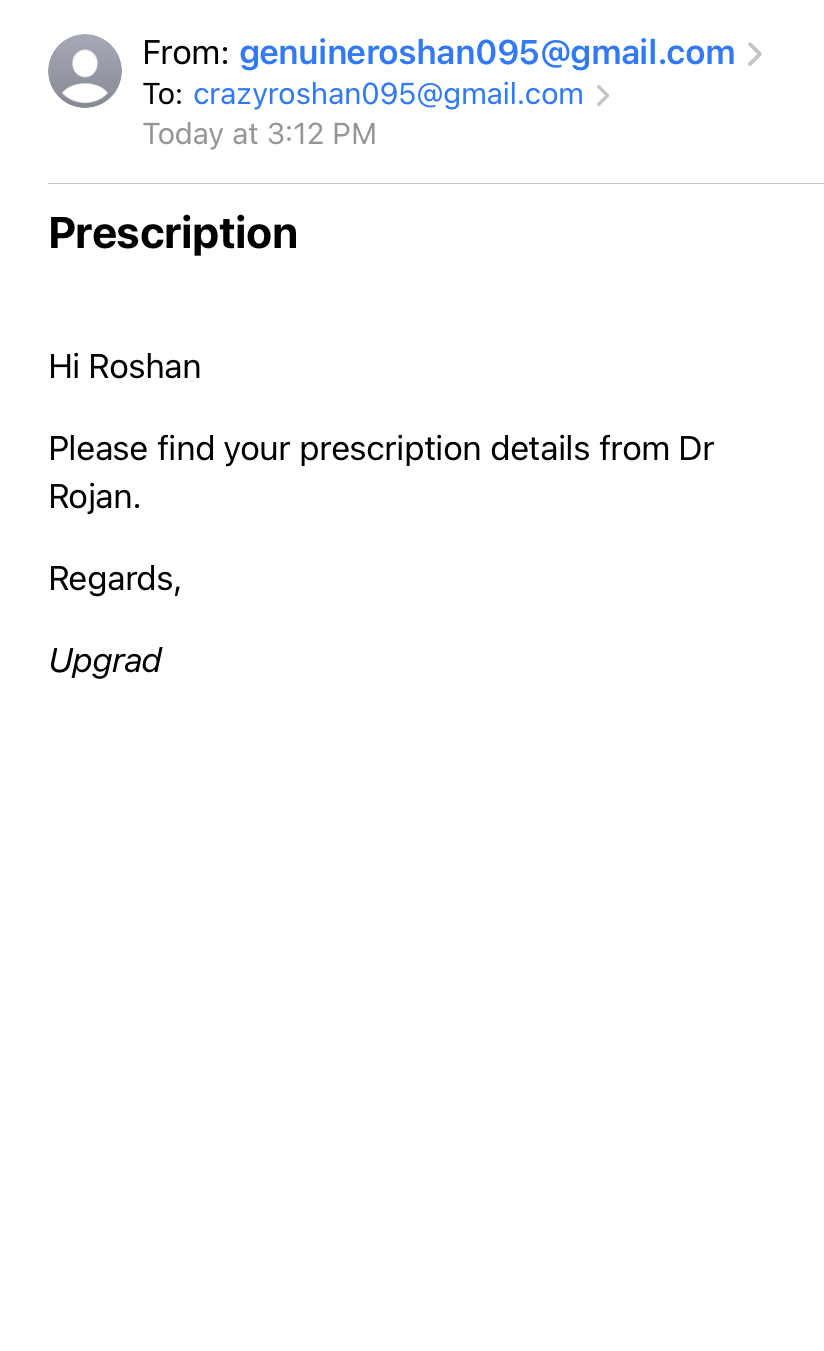 From: genuineroshan095@gmail.com
To: crazyroshan095@gmail.com
Today at 3:12 PM
Prescription
Hi Roshan
Please find your prescription details from Dr
Rojan.
Regards,
Upgrad